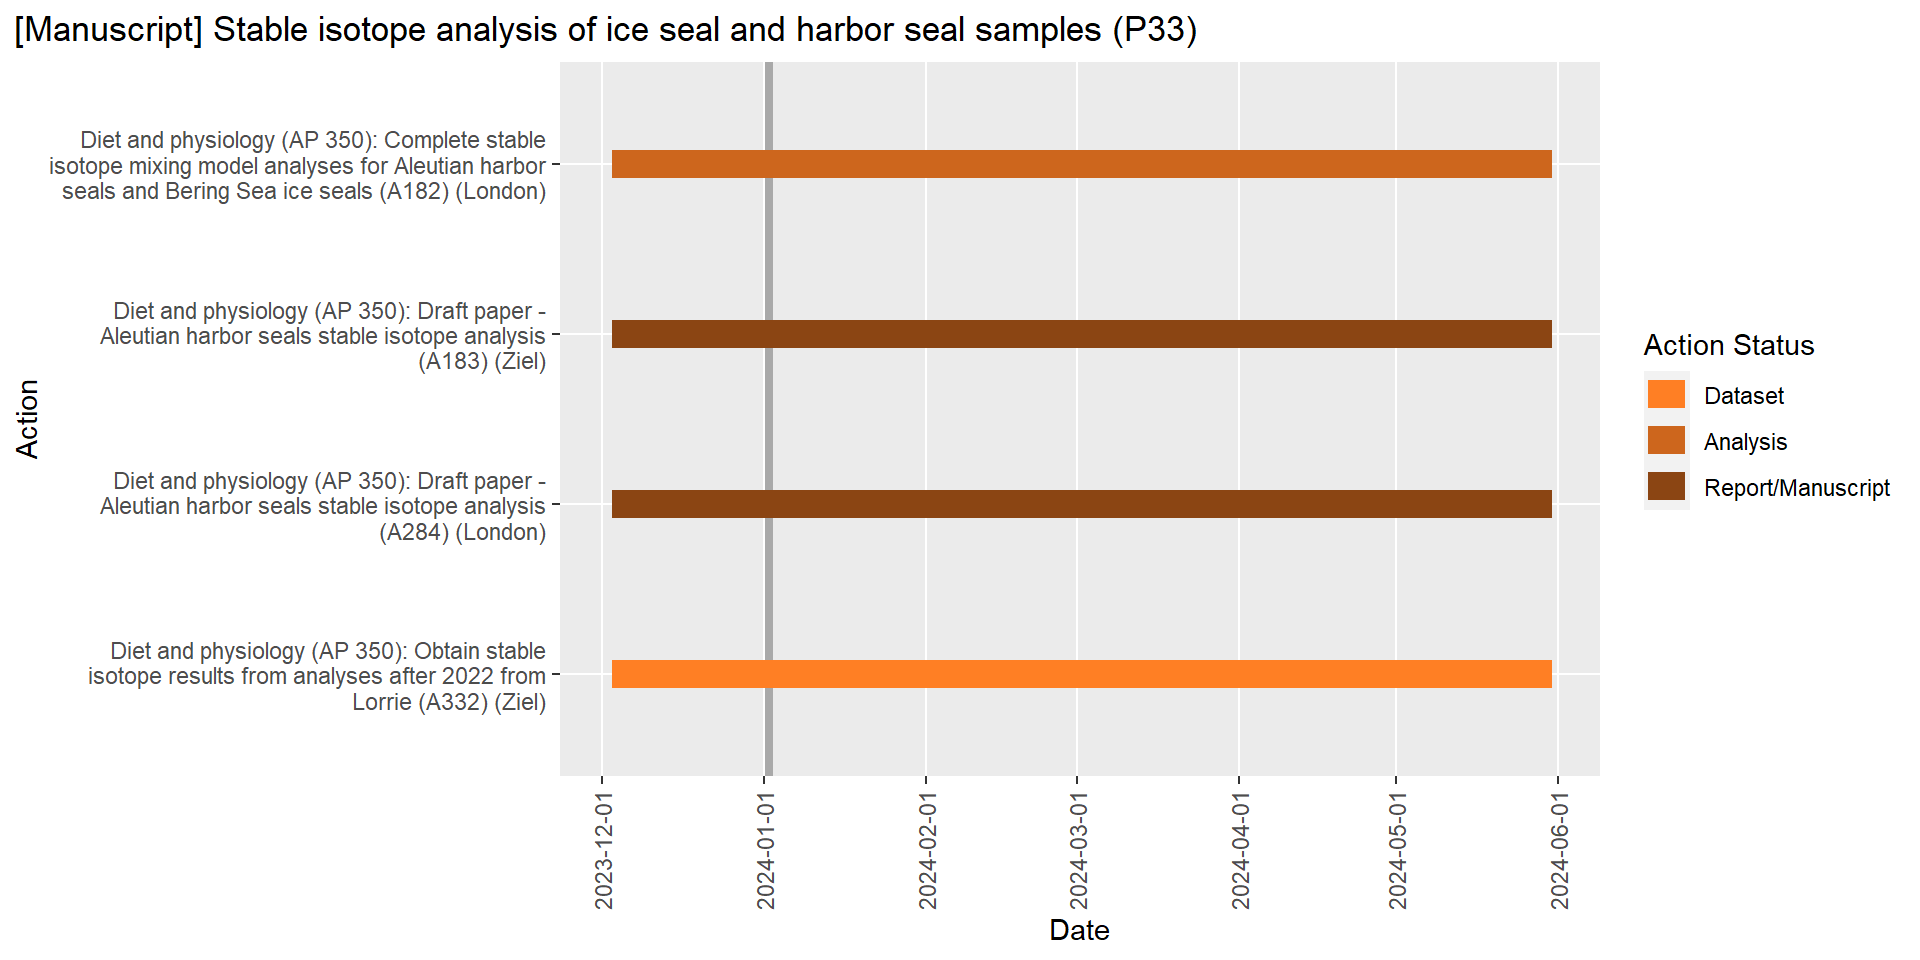 [Manuscript] Stable isotope analysis of ice seal and harbor seal samples (P33)
Diet and physiology (AP 350): Complete stable
isotope mixing model analyses for Aleutian harbor
seals and Bering Sea ice seals (A182) (London)
Diet and physiology (AP 350): Draft paper -
Aleutian harbor seals stable isotope analysis
(A183) (Ziel)
Diet and physiology (AP 350): Draft paper -
Aleutian harbor seals stable isotope analysis
(A284) (London)
Diet and physiology (AP 350): Obtain stable
isotope results from analyses after 2022 from
Lorrie (A332) (Ziel)
Action
2023-12-01
2024-01-01
2024-02-01
2024-03-01
2024-04-01
2024-05-01
2024-06-01
Date
Action Status
Dataset
Analysis
Report/Manuscript